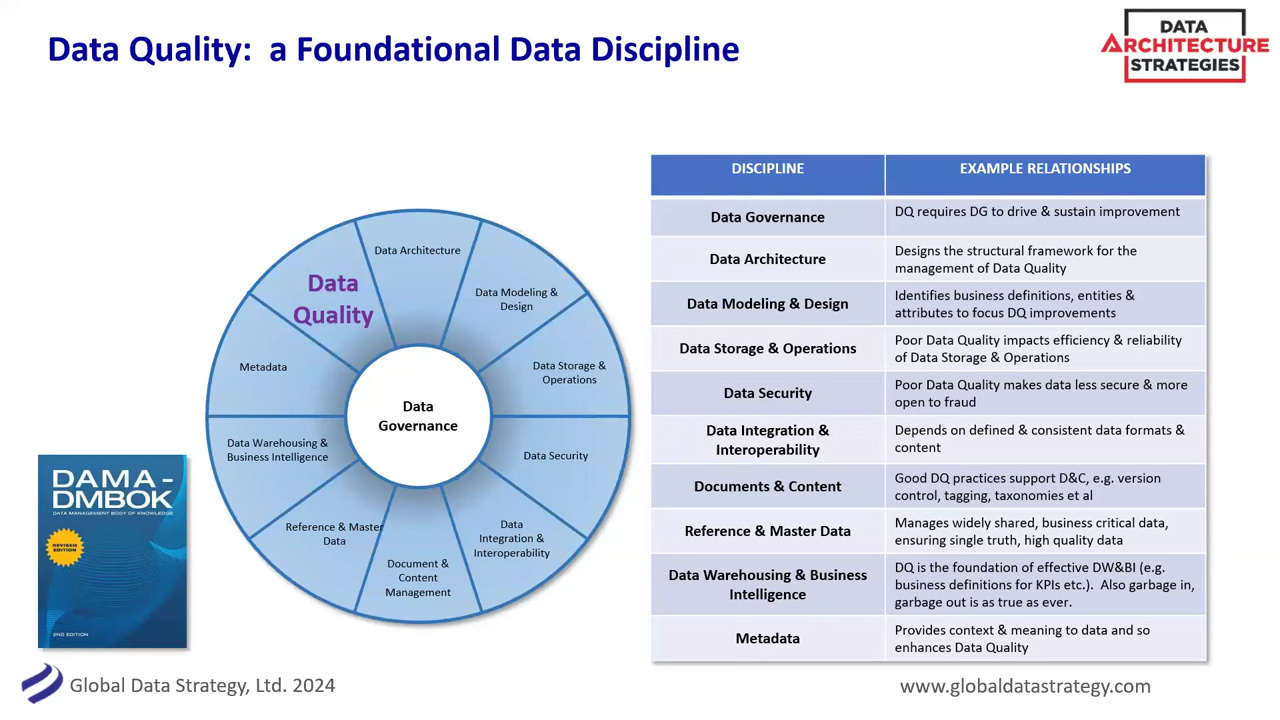 Data Quality:  a Foundational Data Discipline
DATA
ARCHITECTURE
STRATEGIES
Data Architecture
Data Modeling &
Design
Data Storage &
Operations
Data Security
Data
Integration &
Interoperability
Document &
Content
Management
Reference & Master
Data
Data Warehousing &
Business Intelligence
Metadata
Data
Quality
Data
Governance
DAMA-
DMBOK
DATA MANAGEMENT BODY OF KNOWLEDGE
REVISED
EDITION
2ND EDITION
DISCIPLINE
EXAMPLE RELATIONSHIPS
Data Governance
DQ requires DG to drive & sustain improvement
Data Architecture
Designs the structural framework for the
management of Data Quality
Data Modeling & Design
Identifies business definitions, entities &
attributes to focus DQ improvements
Data Storage & Operations
Poor Data Quality impacts efficiency & reliability
of Data Storage & Operations
Data Security
Poor Data Quality makes data less secure & more
open to fraud
Data Integration &
Interoperability
Depends on defined & consistent data formats &
content
Documents & Content
Good DQ practices support D&C, e.g. version
control, tagging, taxonomies et al
Reference & Master Data
Manages widely shared, business critical data,
ensuring single truth, high quality data
Data Warehousing & Business
Intelligence
DQ is the foundation of effective DW&BI (e.g.
business definitions for KPIs etc.).  Also garbage in,
garbage out is as true as ever.
Metadata
Provides context & meaning to data and so
enhances Data Quality
Global Data Strategy, Ltd. 2024
www.globaldatastrategy.com